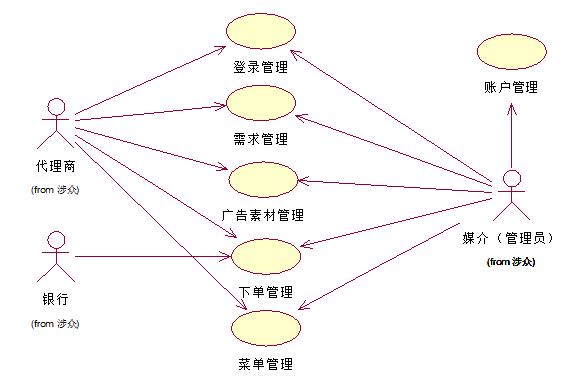 登录管理
账户管理
需求管理
代理商
(from 涉众)
广告素材管理
媒介（管理员）
(from 涉众)
下单管理
银行
(from 涉众)
菜单管理